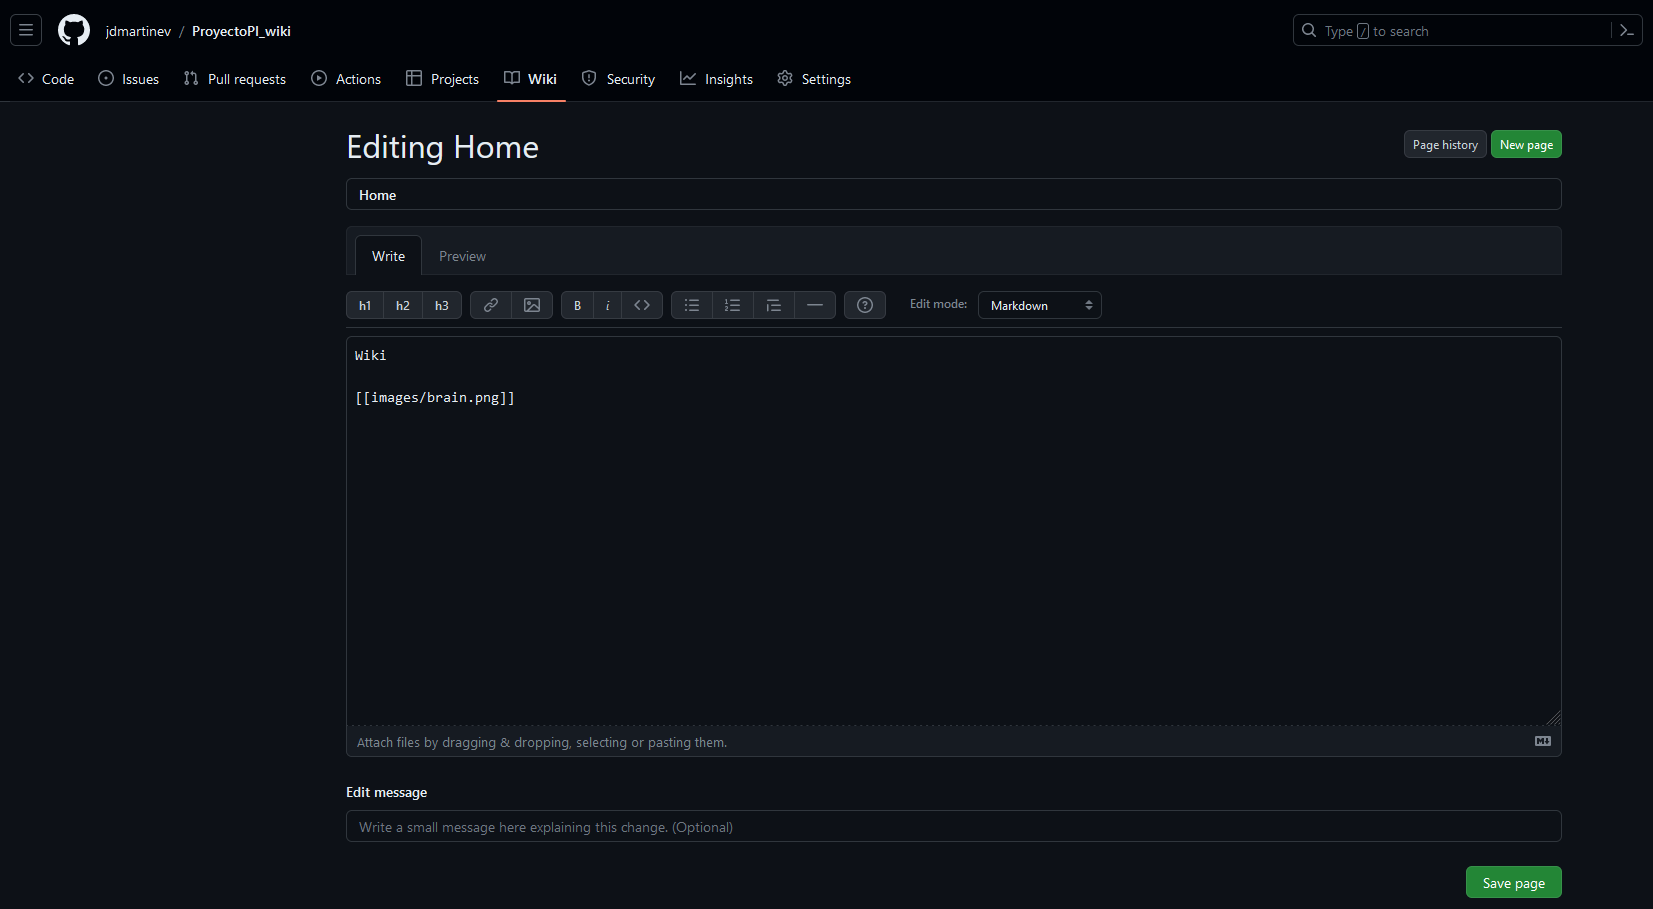 jdmartinev / ProyectoPI_wiki
Type / to search
Code Issues Pull requests Actions Projects Wiki Security Insights Settings
Editing Home
Page history New page
Home
Write Preview
h1 h2 h3 B i Edit mode: Markdown
Wiki
[[images/brain.png]]
Attach files by dragging & dropping, selecting or pasting them.
Edit message
Write a small message here explaining this change. (Optional)
Save page